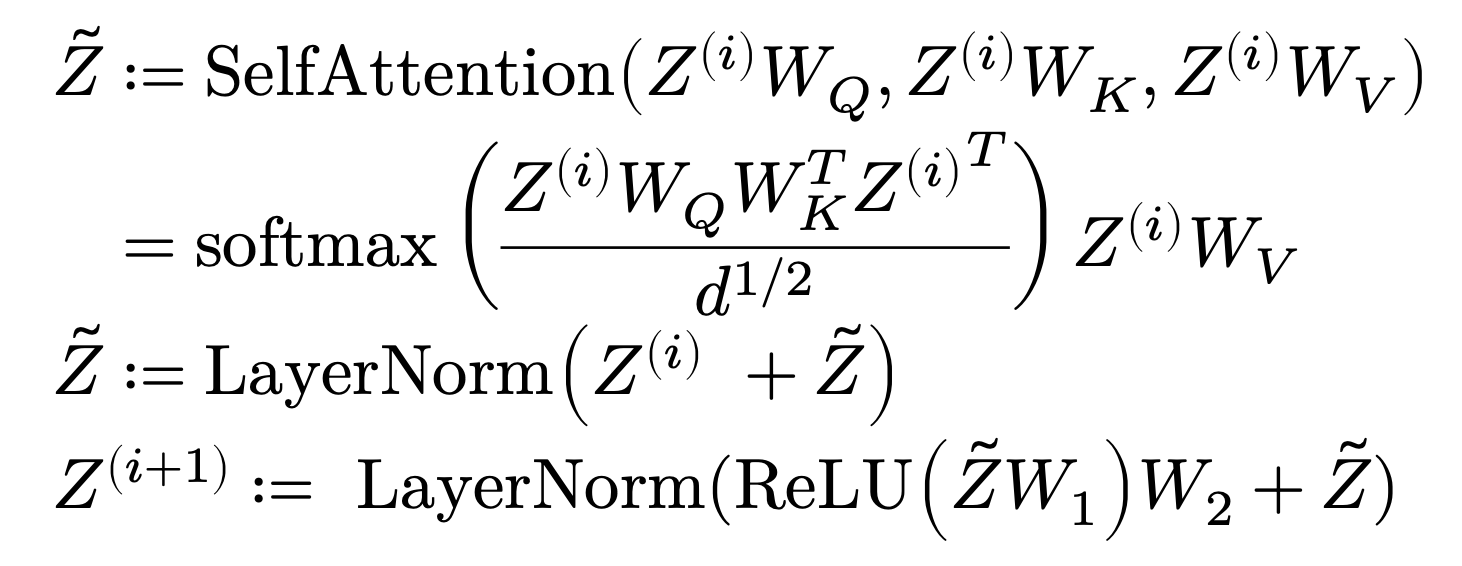 Z̃ := SelfAttention(Z^(i) W_Q, Z^(i) W_K, Z^(i) W_V)
= softmax ( Z^(i) W_Q W_K^T Z^(i)^T / d^1/2 ) Z^(i) W_V
Z̃ := LayerNorm(Z^(i) + Z̃)
Z^(i+1) := LayerNorm(ReLU(Z̃W_1)W_2 + Z̃)